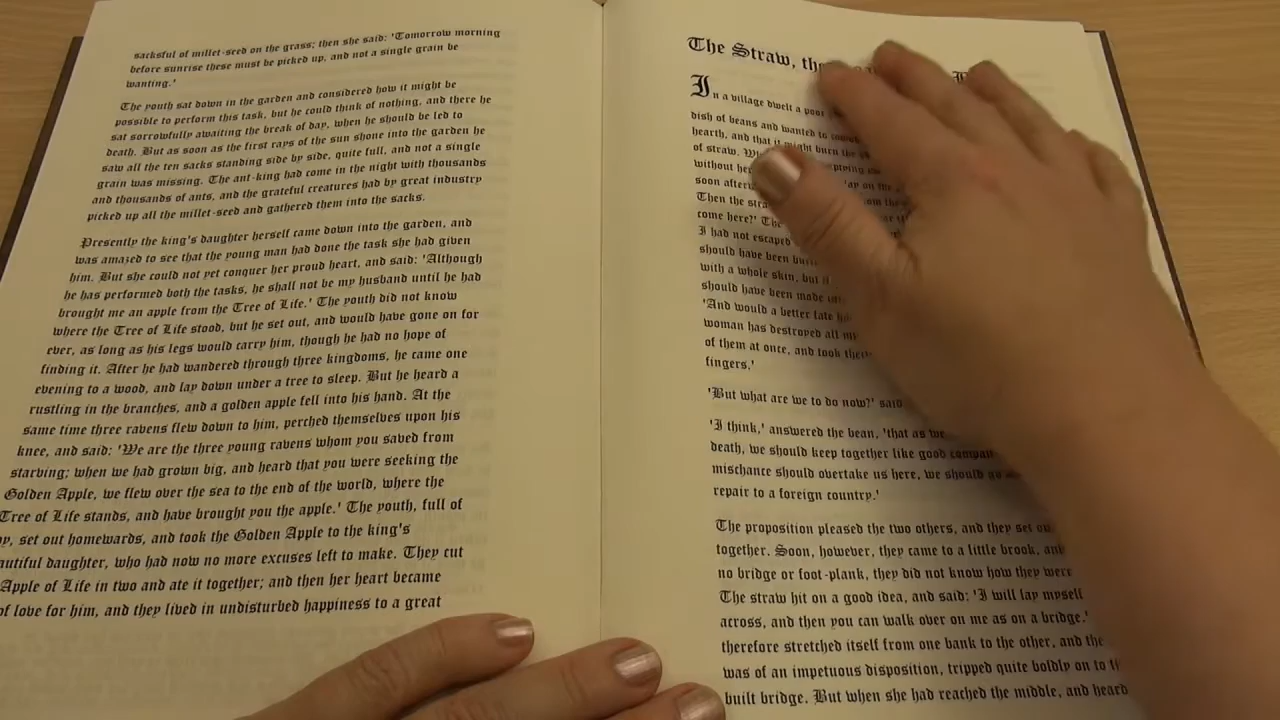 sacksful of millet-seed on the grass; then she said: 'Tomorrow morning
before sunrise these must be picked up, and not a single grain be
wanting.'
The youth sat down in the garden and considered how it might be
possible to perform this task, but he could think of nothing, and there he
sat sorrowfully awaiting the break of day, when he should be led to
death. But as soon as the first rays of the sun shone into the garden he
saw all the ten sacks standing side by side, quite full, and not a single
grain was missing. The ant-king had come in the night with thousands
and thousands of ants, and the grateful creatures had by great industry
picked up all the millet-seed and gathered them into the sacks.
Presently the king's daughter herself came down into the garden, and
was amazed to see that the young man had done the task she had given
him. But she could not yet conquer her proud heart, and said: 'Although
he has performed both the tasks, he shall not be my husband until he had
brought me an apple from the Tree of Life.' The youth did not know
where the Tree of Life stood, but he set out, and would have gone on for
ever, as long as his legs would carry him, though he had no hope of
finding it. After he had wandered through three kingdoms, he came one
evening to a wood, and lay down under a tree to sleep. But he heard a
rustling in the branches, and a golden apple fell into his hand. At the
same time three ravens flew down to him, perched themselves upon his
knee, and said: 'We are the three young ravens whom you saved from
starving; when we had grown big, and heard that you were seeking the
Golden Apple, we flew over the sea to the end of the world, where the
Tree of Life stands, and have brought you the apple.' The youth, full of
set out homewards, and took the Golden Apple to the king's
daughter, who had now no more excuses left to make. They cut
Apple of Life in two and ate it together; and then her heart became
of love for him, and they lived in undisturbed happiness to a great
The Straw, the
In a village dwelt a poor
dish of beans and wanted to
hearth, and that it might burn the
of straw.
without
soon
Then the
come here?'
I had not escaped
should have been
with a whole skin, but
should have been made
'And would a better fate
woman has destroyed all my
of them at once, and took
fingers.'
'But what are we to do now?' said
'I think,' answered the bean, 'that as we
death, we should keep together like good
mischance should overtake us here, we should
repair to a foreign country.'
The proposition pleased the two others, and they set
together. Soon, however, they came to a little brook, and
no bridge or foot-plank, they did not know how they were
The straw hit on a good idea, and said: 'I will lay myself
across, and then you can walk over on me as on a bridge.'
therefore stretched itself from one bank to the other, and the
was of an impetuous disposition, tripped quite boldly on to
built bridge. But when she had reached the middle, and heard